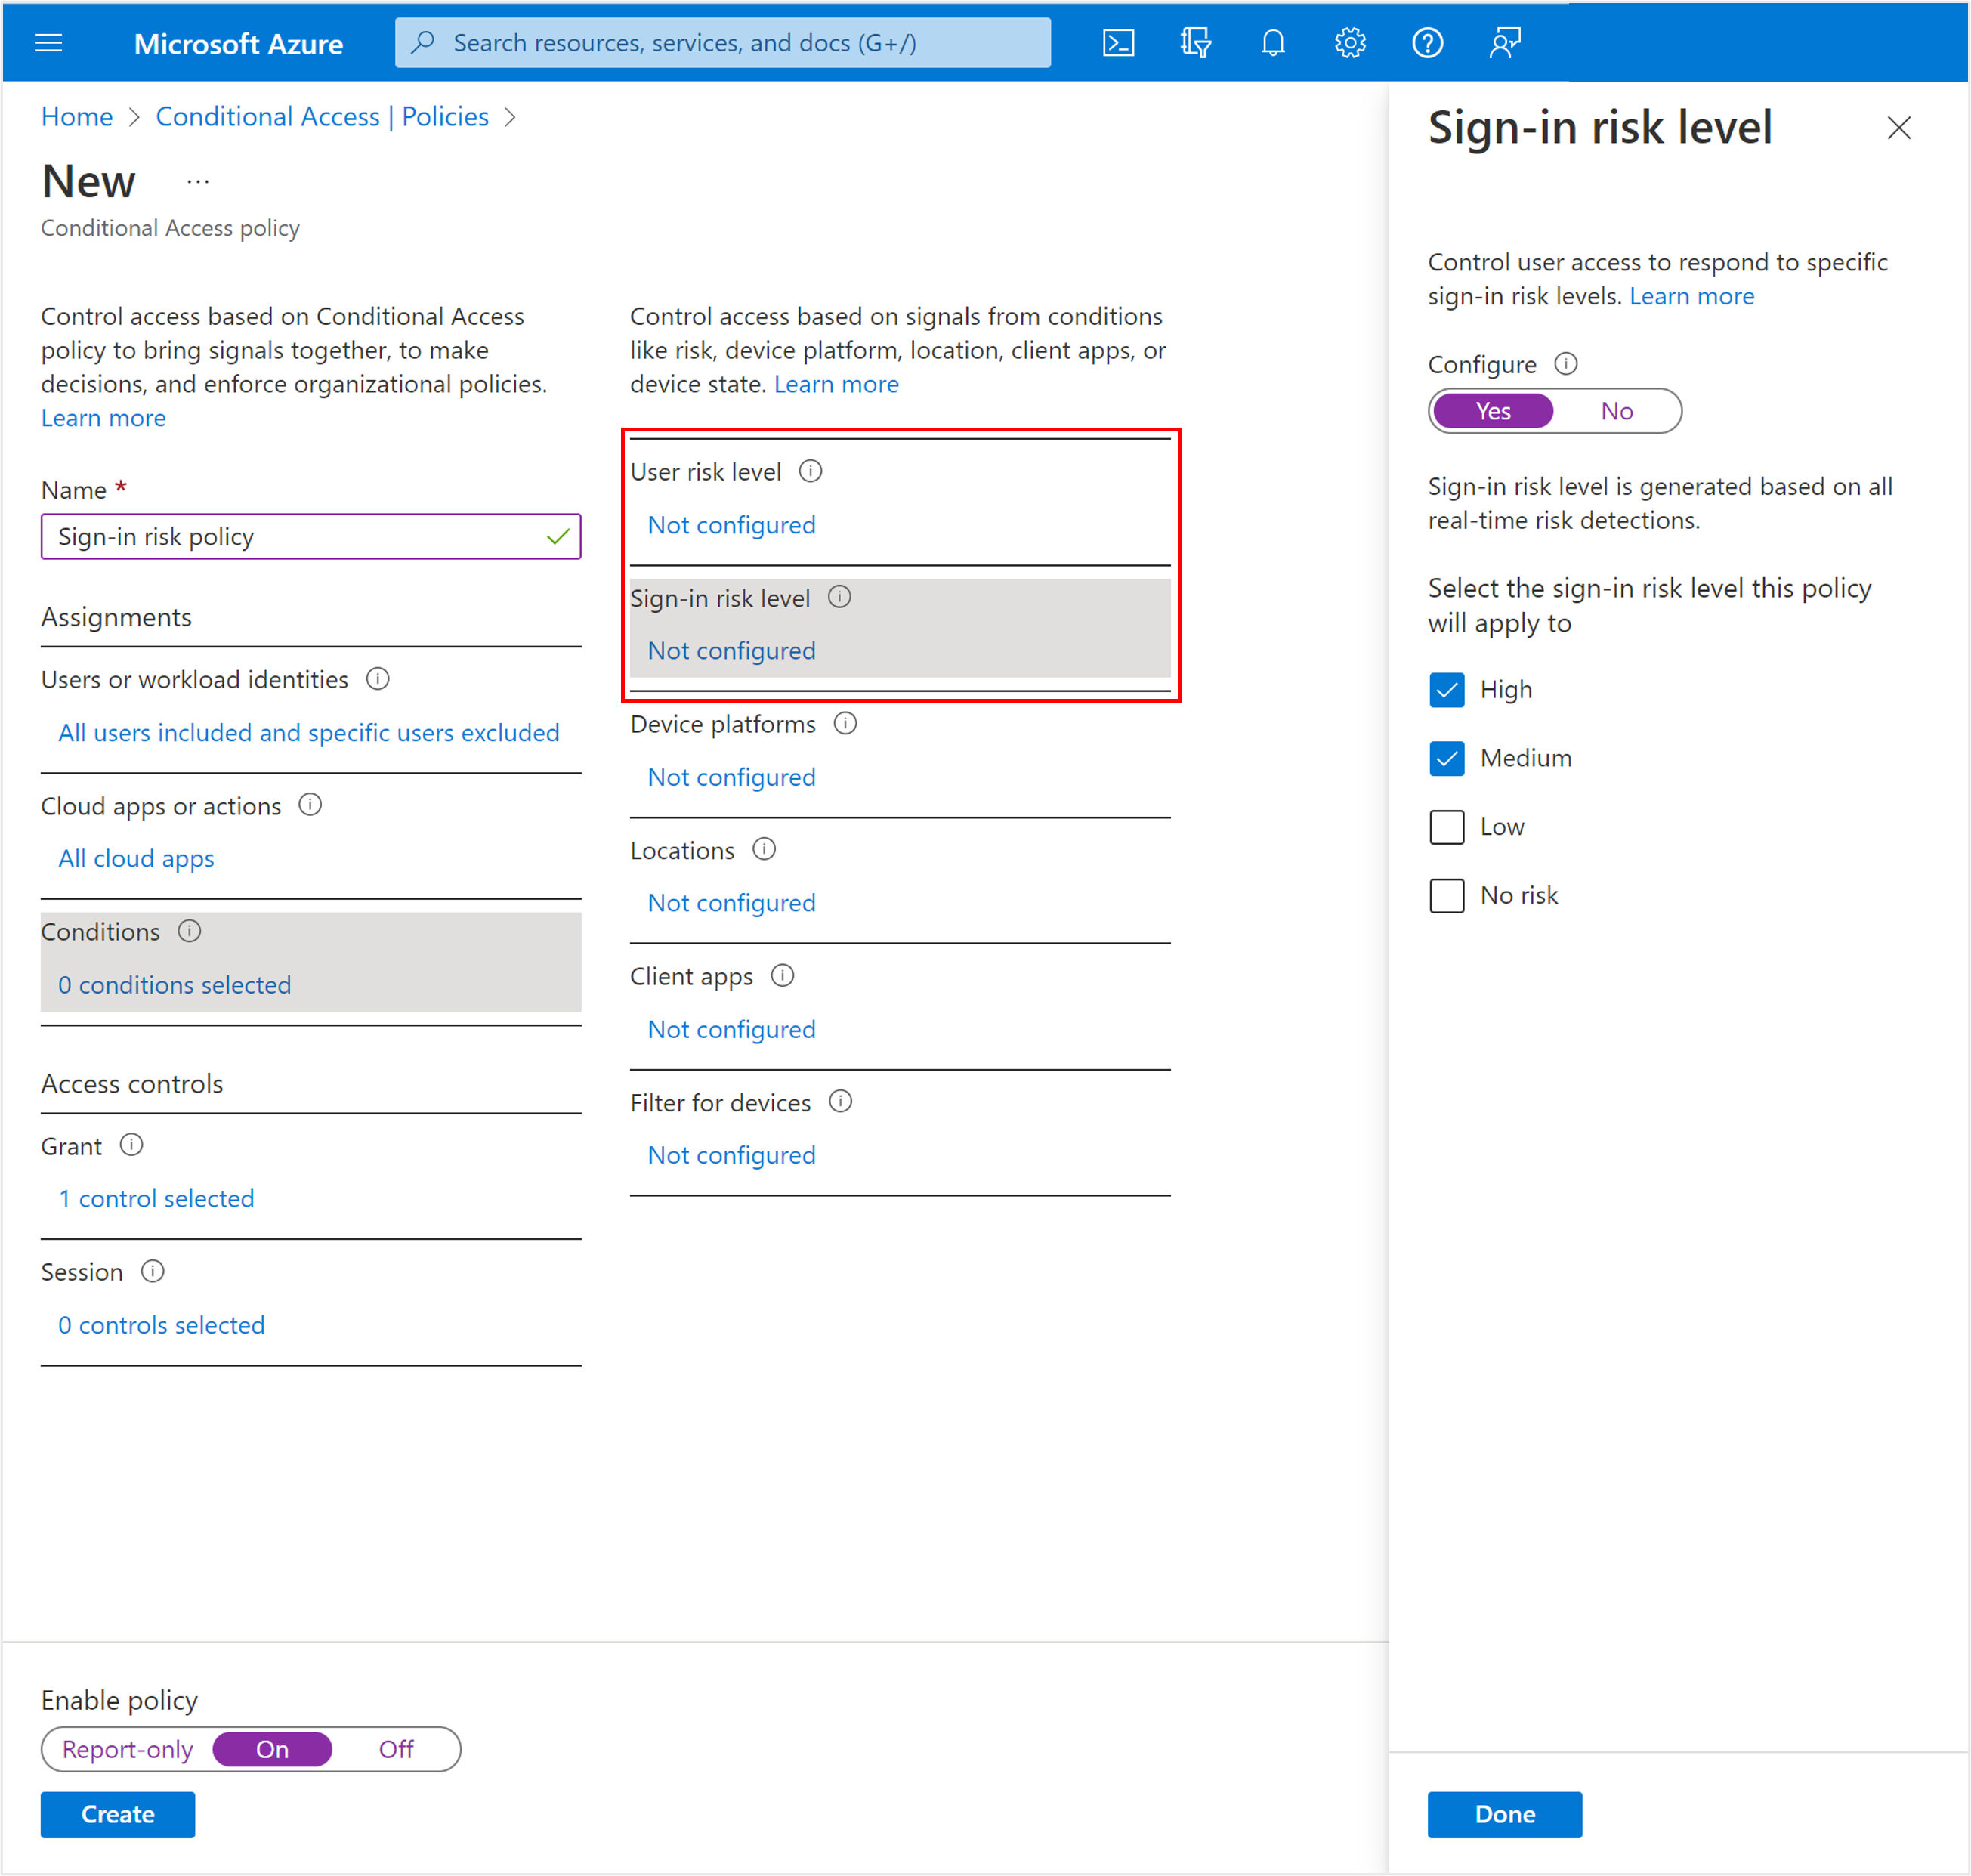 Microsoft Azure
Search resources, services, and docs (G+/)
Home > Conditional Access | Policies >
New ...
Conditional Access policy
Control access based on Conditional Access
policy to bring signals together, to make
decisions, and enforce organizational policies.
Learn more
Name *
Sign-in risk policy
Assignments
Users or workload identities
All users included and specific users excluded
Cloud apps or actions
All cloud apps
Conditions
0 conditions selected
Access controls
Grant
1 control selected
Session
0 controls selected
Control access based on signals from conditions
like risk, device platform, location, client apps, or
device state. Learn more
User risk level
Not configured
Sign-in risk level
Not configured
Device platforms
Not configured
Locations
Not configured
Client apps
Not configured
Filter for devices
Not configured
Enable policy
Report-only On Off
Create
Sign-in risk level
Control user access to respond to specific
sign-in risk levels. Learn more
Configure
Yes No
Sign-in risk level is generated based on all
real-time risk detections.
Select the sign-in risk level this policy
will apply to
High
Medium
Low
No risk
Done